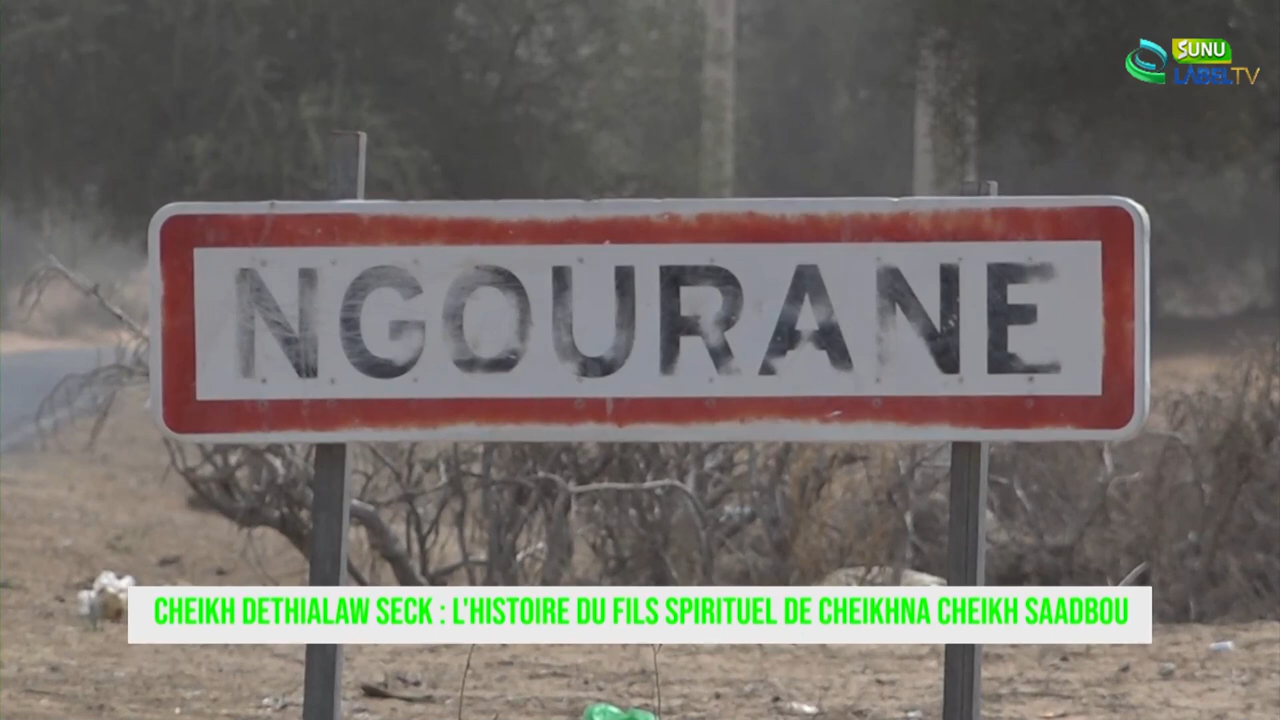 SUNU
LABEL TV
NGOURANE
CHEIKH DETHIALAW SECK : L'HISTOIRE DU FILS SPIRITUEL DE CHEIKHNA CHEIKH SAADBOU